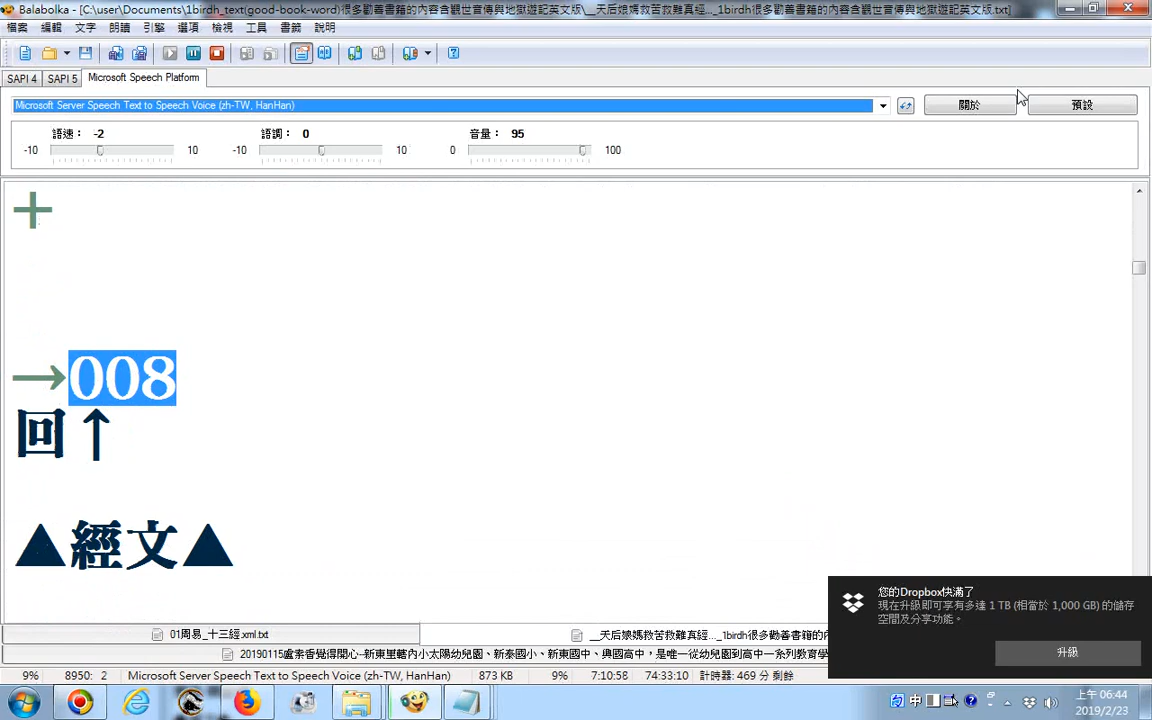 Balabolka - [C:\user\Documents\1birdh_text(good-book-word)很多勸善書籍的內容含觀世音傳與地獄遊記英文版\__天后娘媽救苦救難真經..._1birdh很多勸善書籍的內容含觀世音傳與地獄遊記英文版.txt]
檔案 編輯 文字 朗讀 引擎 選項 檢視 工具 書籤 說明
SAPI 4 SAPI 5 Microsoft Speech Platform
Microsoft Server Speech Text to Speech Voice (zh-TW, HanHan) 關於 預設
語速： -2 語調： 0 音量： 95
-10 10 -10 10 0 100
+
→008
回↑
▲經文▲
您的Dropbox快滿了
現在升級即可享有多達 1 TB (相當於 1,000 GB) 的儲存
空間及分享功能。
升級
01周易_十三經.xml.txt __天后娘媽救苦救難真經..._1birdh很多勸善書籍的內
20190115盧素香覺得開心--新東里轄內小太陽幼兒園、新泰國小、新東國中、興國高中，是唯一從幼兒園到高中一系列教育學
9% 8950: 2 Microsoft Server Speech Text to Speech Voice (zh-TW, HanHan) 873 KB 9% 7:10:58 74:33:10 計時器: 469 分 剩餘
中 上午 06:44
2019/2/23